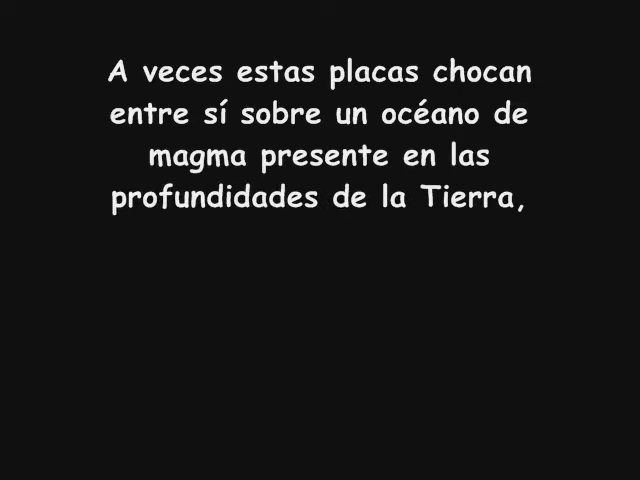 A veces estas placas chocan
entre sí sobre un océano de
magma presente en las
profundidades de la Tierra,